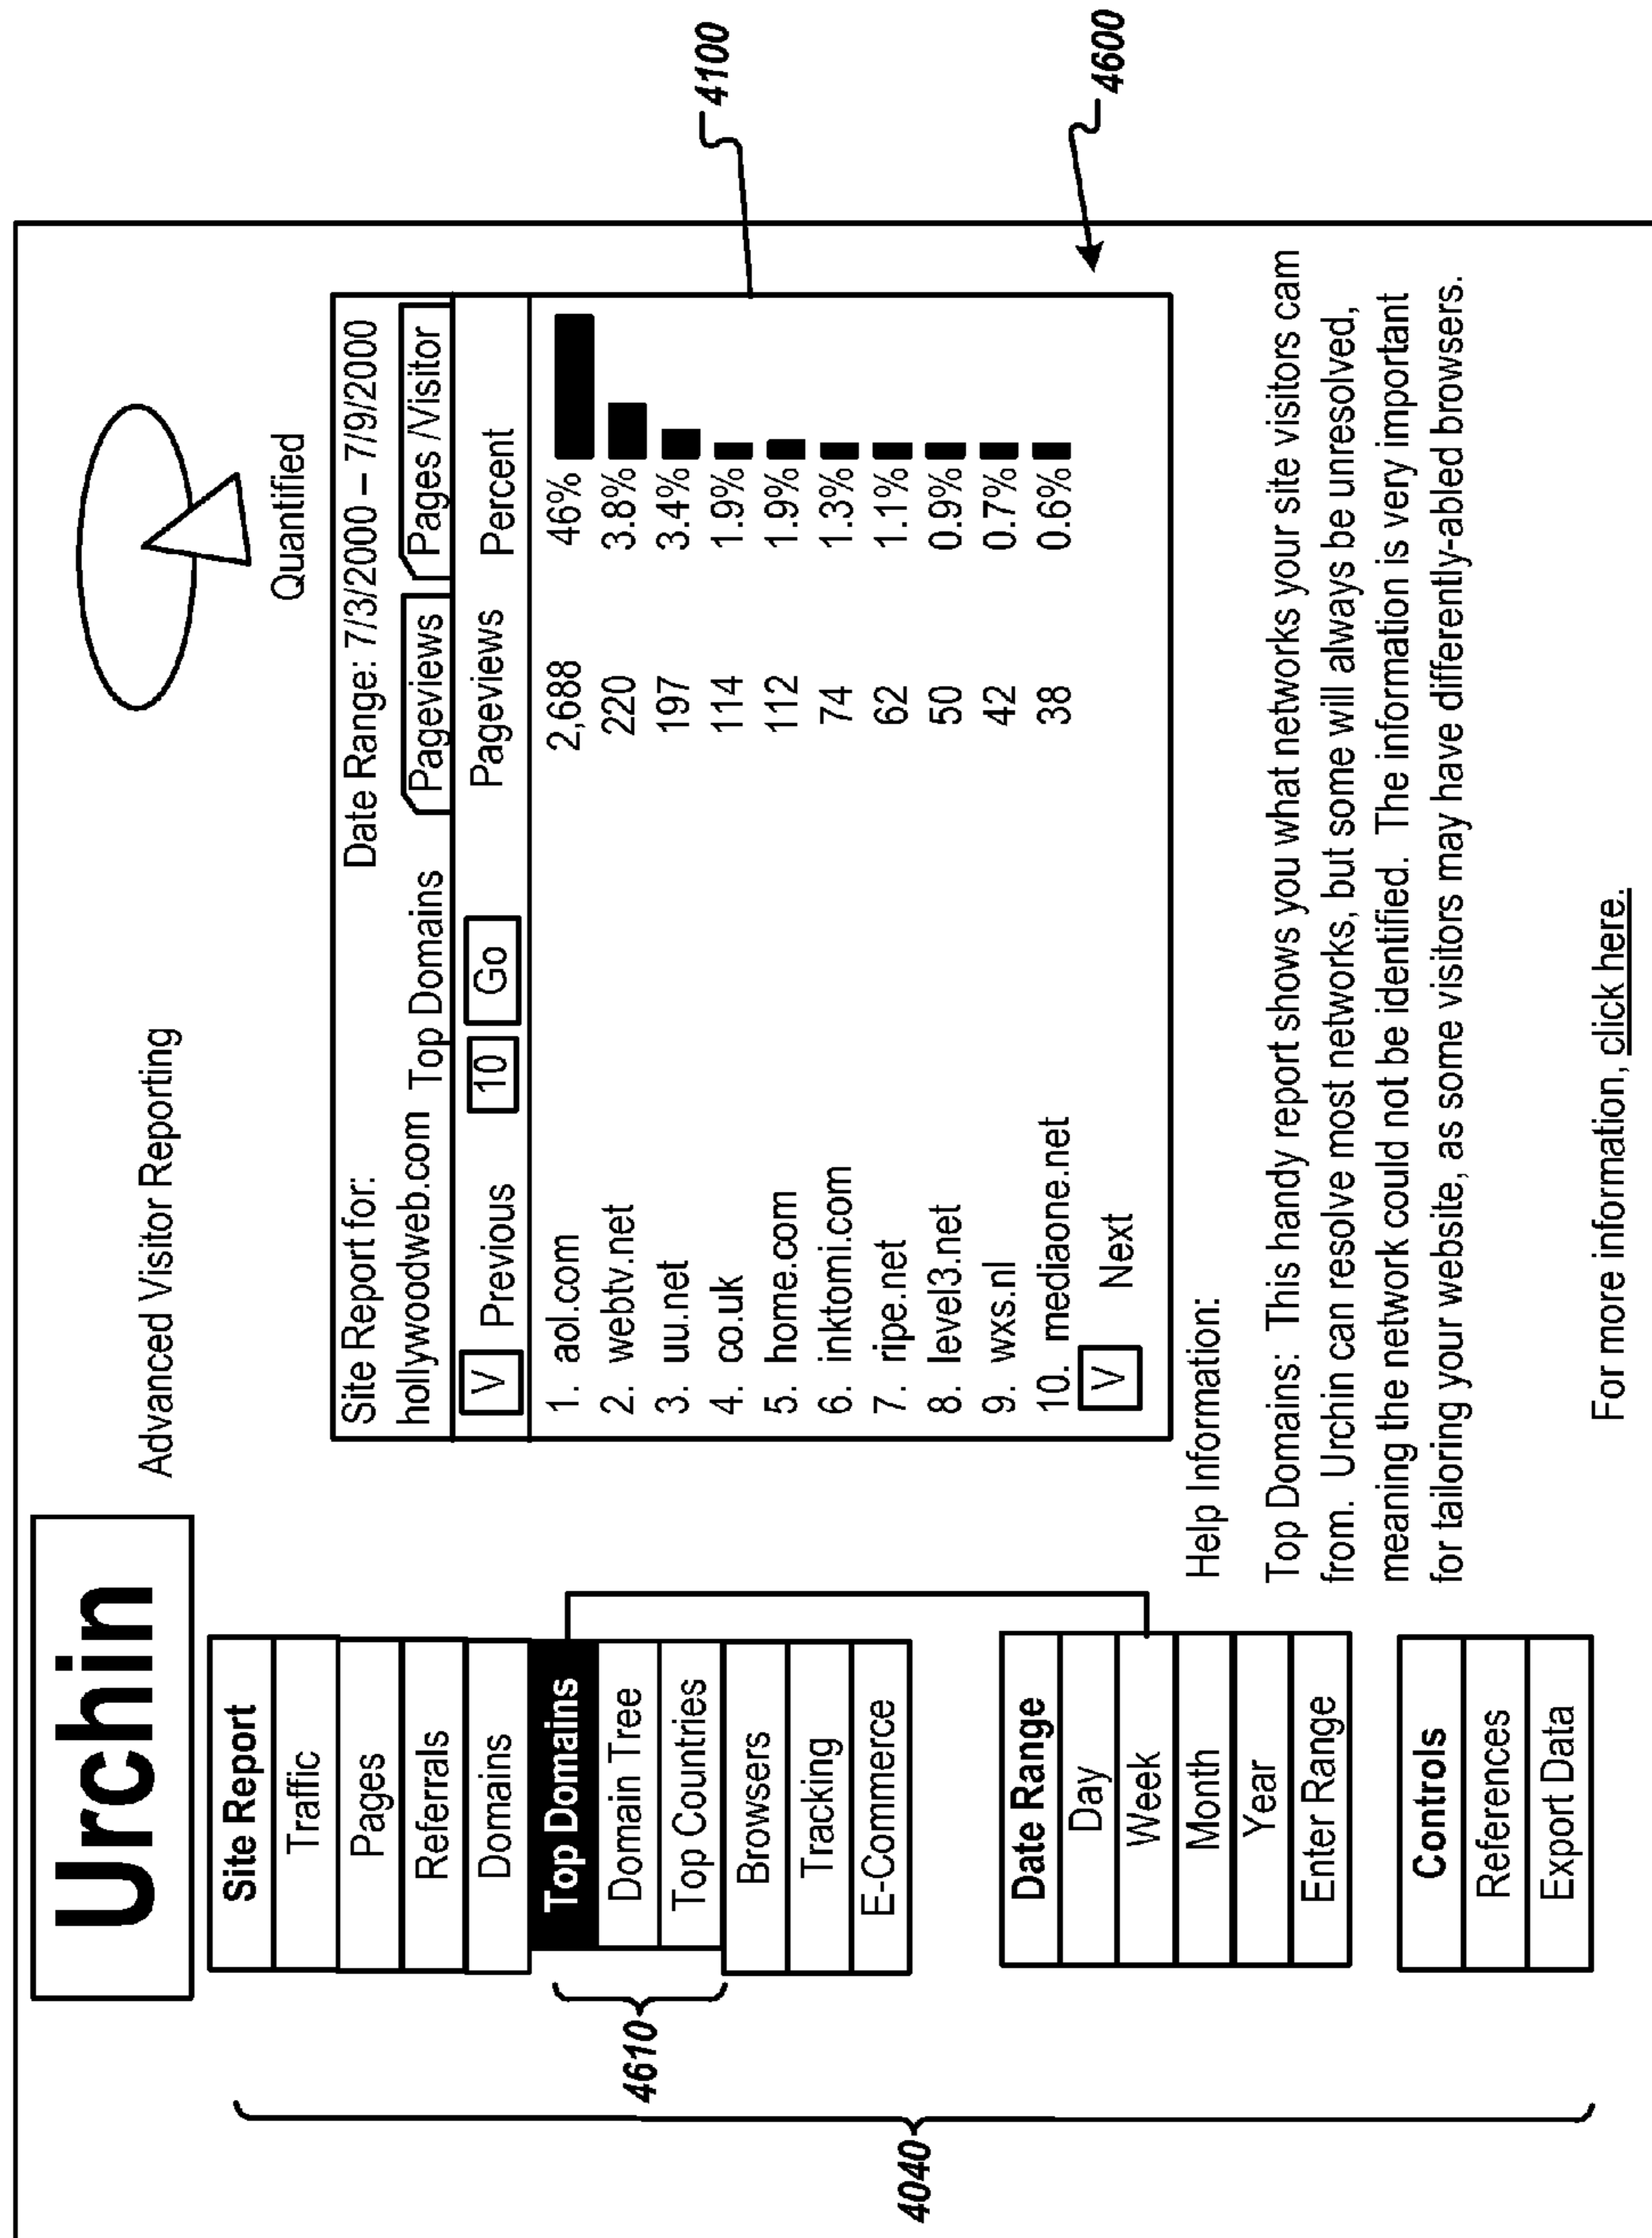 Urchin
Advanced Visitor Reporting
Quantified
Site Report
Traffic
Pages
Referrals
Domains
Top Domains
Domain Tree
Top Countries
Browsers
Tracking
E-Commerce
Date Range
Day
Week
Month
Year
Enter Range
Controls
References
Export Data
4610
4040
Site Report for: Date Range: 7/3/2000 – 7/9/2000
hollywoodweb.com Top Domains Pageviews Pages /Visitor
V Previous 10 Go Pageviews Percent
1. aol.com 2,688 46%
2. webtv.net 220 3.8%
3. uu.net 197 3.4%
4. co.uk 114 1.9%
5. home.com 112 1.9%
6. inktomi.com 74 1.3%
7. ripe.net 62 1.1%
8. level3.net 50 0.9%
9. wxs.nl 42 0.7%
10. mediaone.net 38 0.6%
V Next
4100
4600
Help Information:
Top Domains: This handy report shows you what networks your site visitors cam
from. Urchin can resolve most networks, but some will always be unresolved,
meaning the network could not be identified. The information is very important
for tailoring your website, as some visitors may have differently-abled browsers.
For more information, click here.